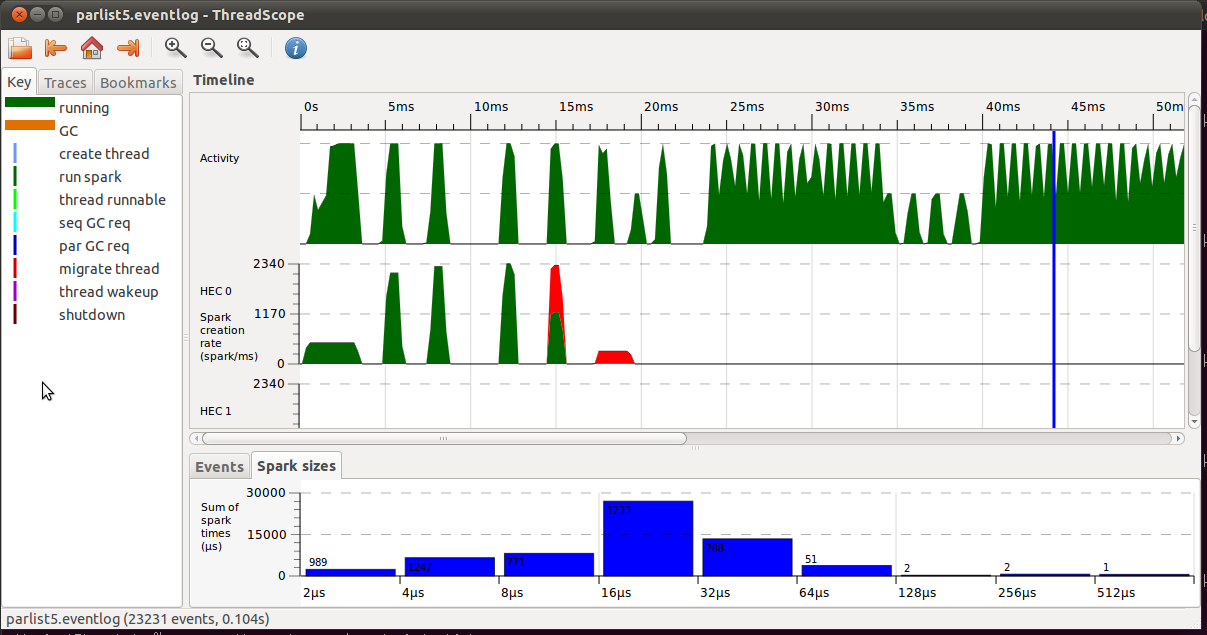 parlist5.eventlog - ThreadScope
Key Traces Bookmarks
running
GC
create thread
run spark
thread runnable
seq GC req
par GC req
migrate thread
thread wakeup
shutdown
Timeline
0s 5ms 10ms 15ms 20ms 25ms 30ms 35ms 40ms 45ms 50m
Activity
2340
HEC 0
1170
Spark
creation
rate
(spark/ms)
0
2340
HEC 1
Events Spark sizes
30000
Sum of
spark
times
(μs)
15000
0
989 1247 771 1237 288 51 2 2 1
2μs 4μs 8μs 16μs 32μs 64μs 128μs 256μs 512μs
parlist5.eventlog (23231 events, 0.104s)